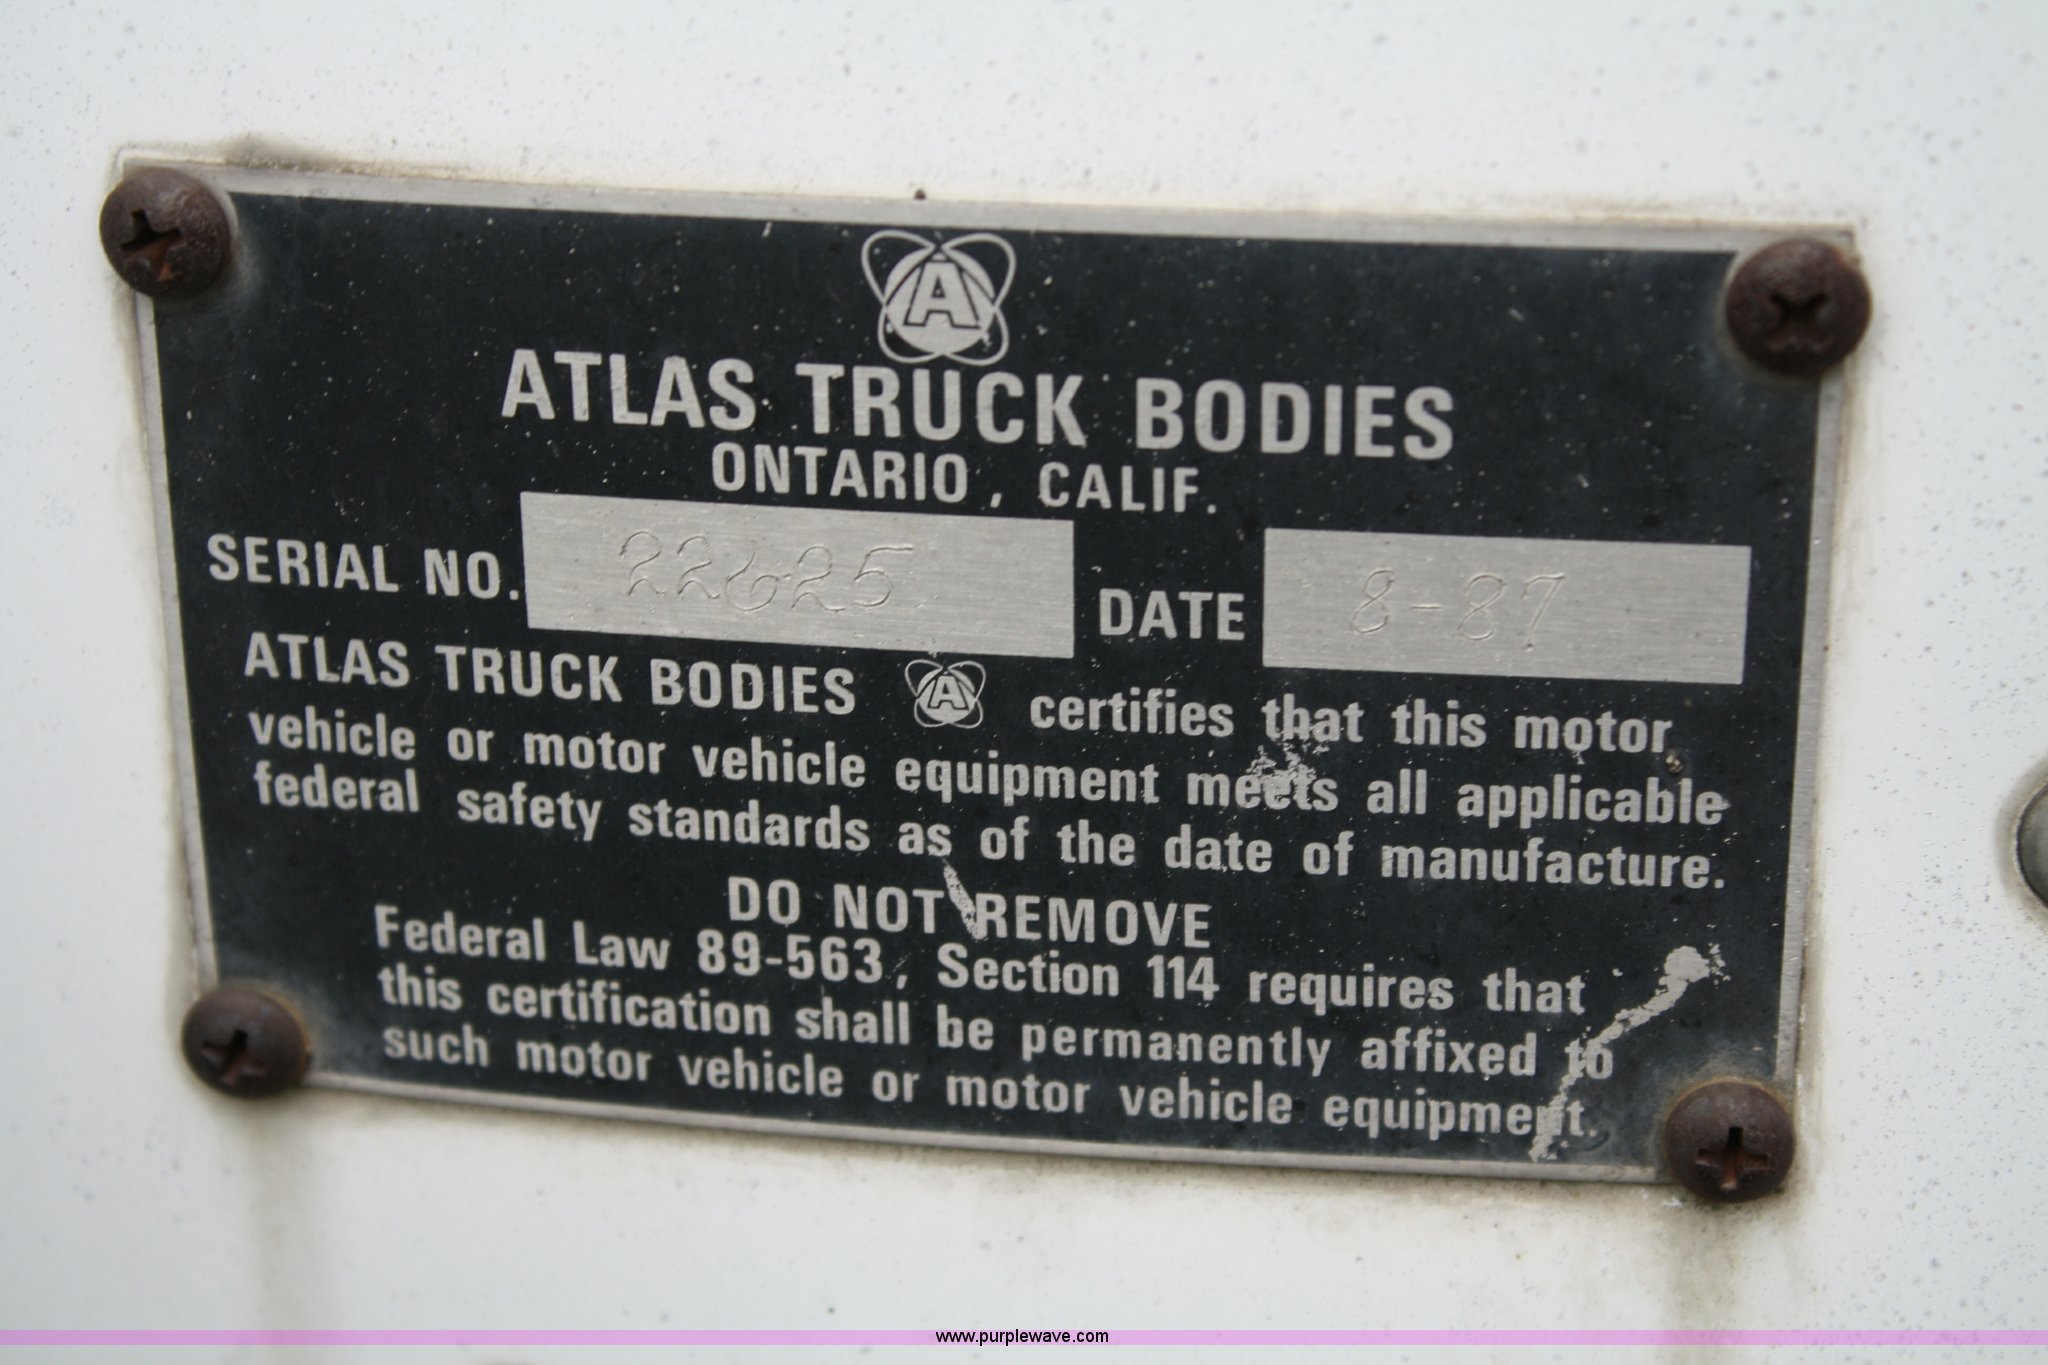 A
ATLAS TRUCK BODIES
ONTARIO, CALIF.
SERIAL NO. 22625 DATE 8-87
ATLAS TRUCK BODIES A certifies that this motor
vehicle or motor vehicle equipment meets all applicable
federal safety standards as of the date of manufacture.
DO NOT REMOVE
Federal Law 89-563, Section 114 requires that
this certification shall be permanently affixed to
such motor vehicle or motor vehicle equipment.
www.purplewave.com